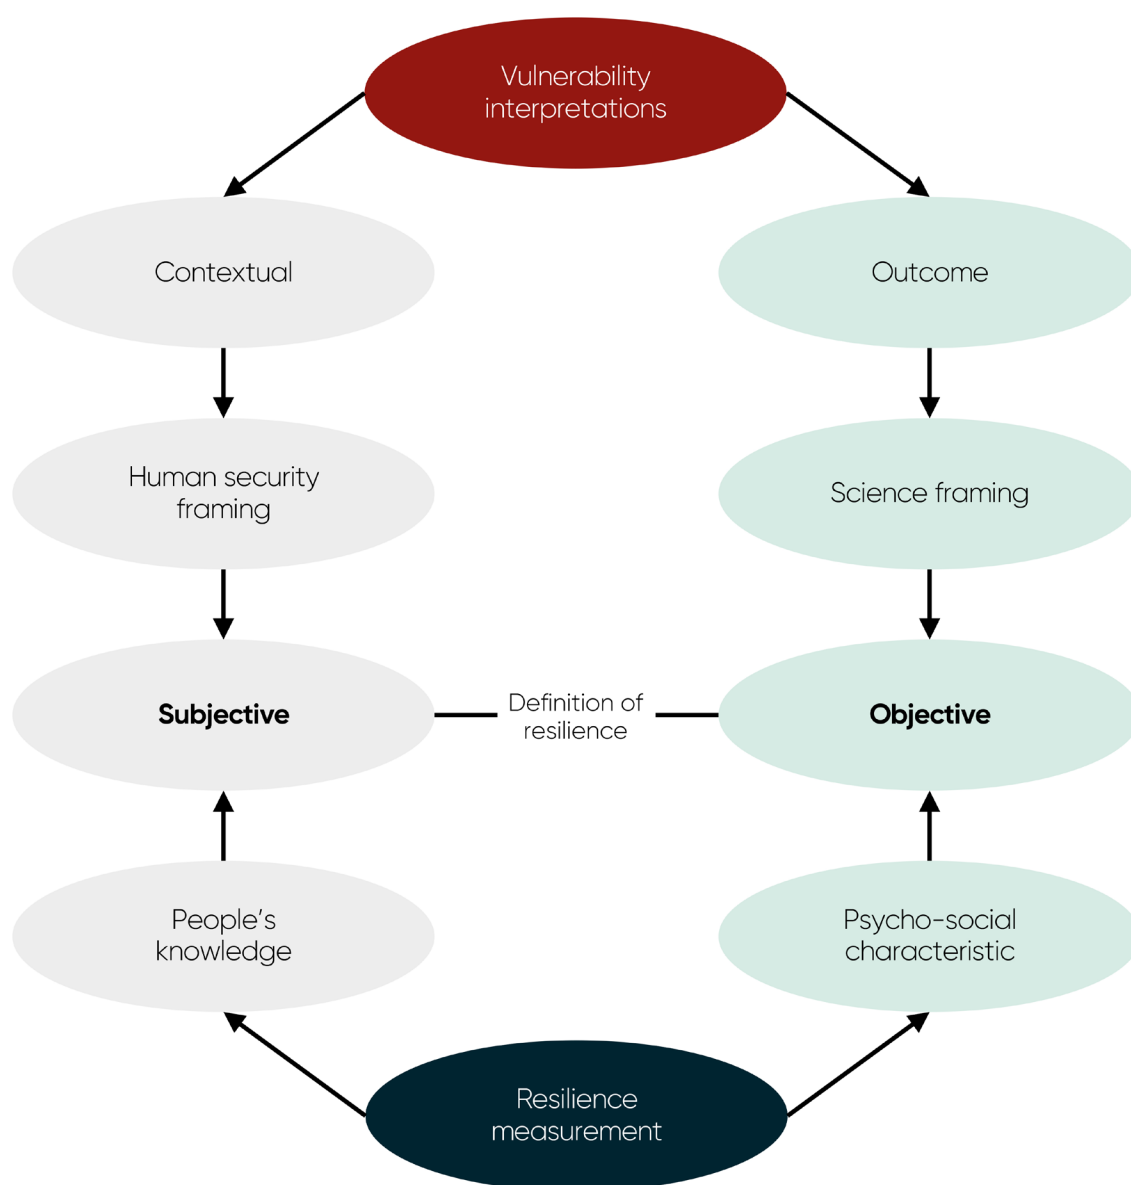 Vulnerability
interpretations
Contextual
Outcome
Human security
framing
Science framing
Subjective
Definition of
resilience
Objective
People’s
knowledge
Psycho-social
characteristic
Resilience
measurement